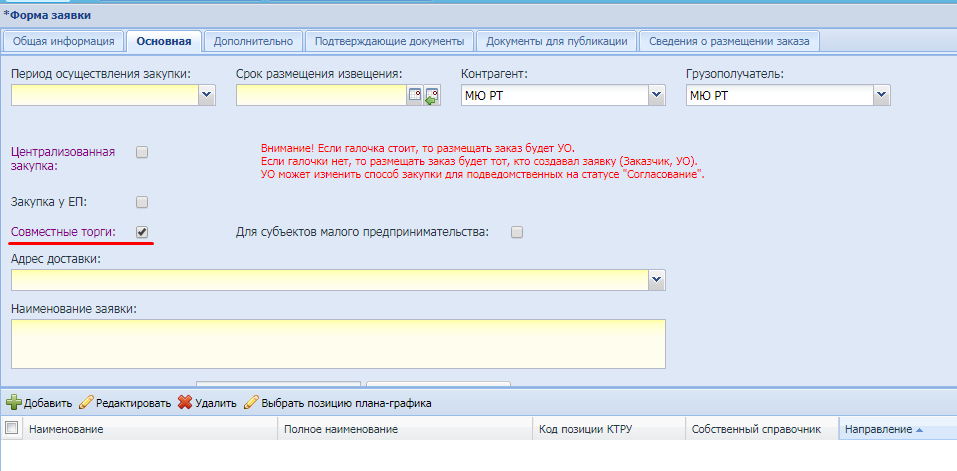 *Форма заявки
Общая информация
Основная
Дополнительно
Подтверждающие документы
Документы для публикации
Сведения о размещении заказа
Период осуществления закупки:
Срок размещения извещения:
Контрагент:
Грузополучатель:
МЮ РТ
МЮ РТ
Централизованная
закупка:
Внимание! Если галочка стоит, то размещать заказ будет УО.
Если галочки нет, то размещать заказ будет тот, кто создавал заявку (Заказчик, УО).
УО может изменить способ закупки для подведомственных на статусе "Согласование".
Закупка у ЕП:
Совместные торги:
Для субъектов малого предпринимательства:
Адрес доставки:
Наименование заявки:
Добавить
Редактировать
Удалить
Выбрать позицию плана-графика
Наименование
Полное наименование
Код позиции КТРУ
Собственный справочник
Направление